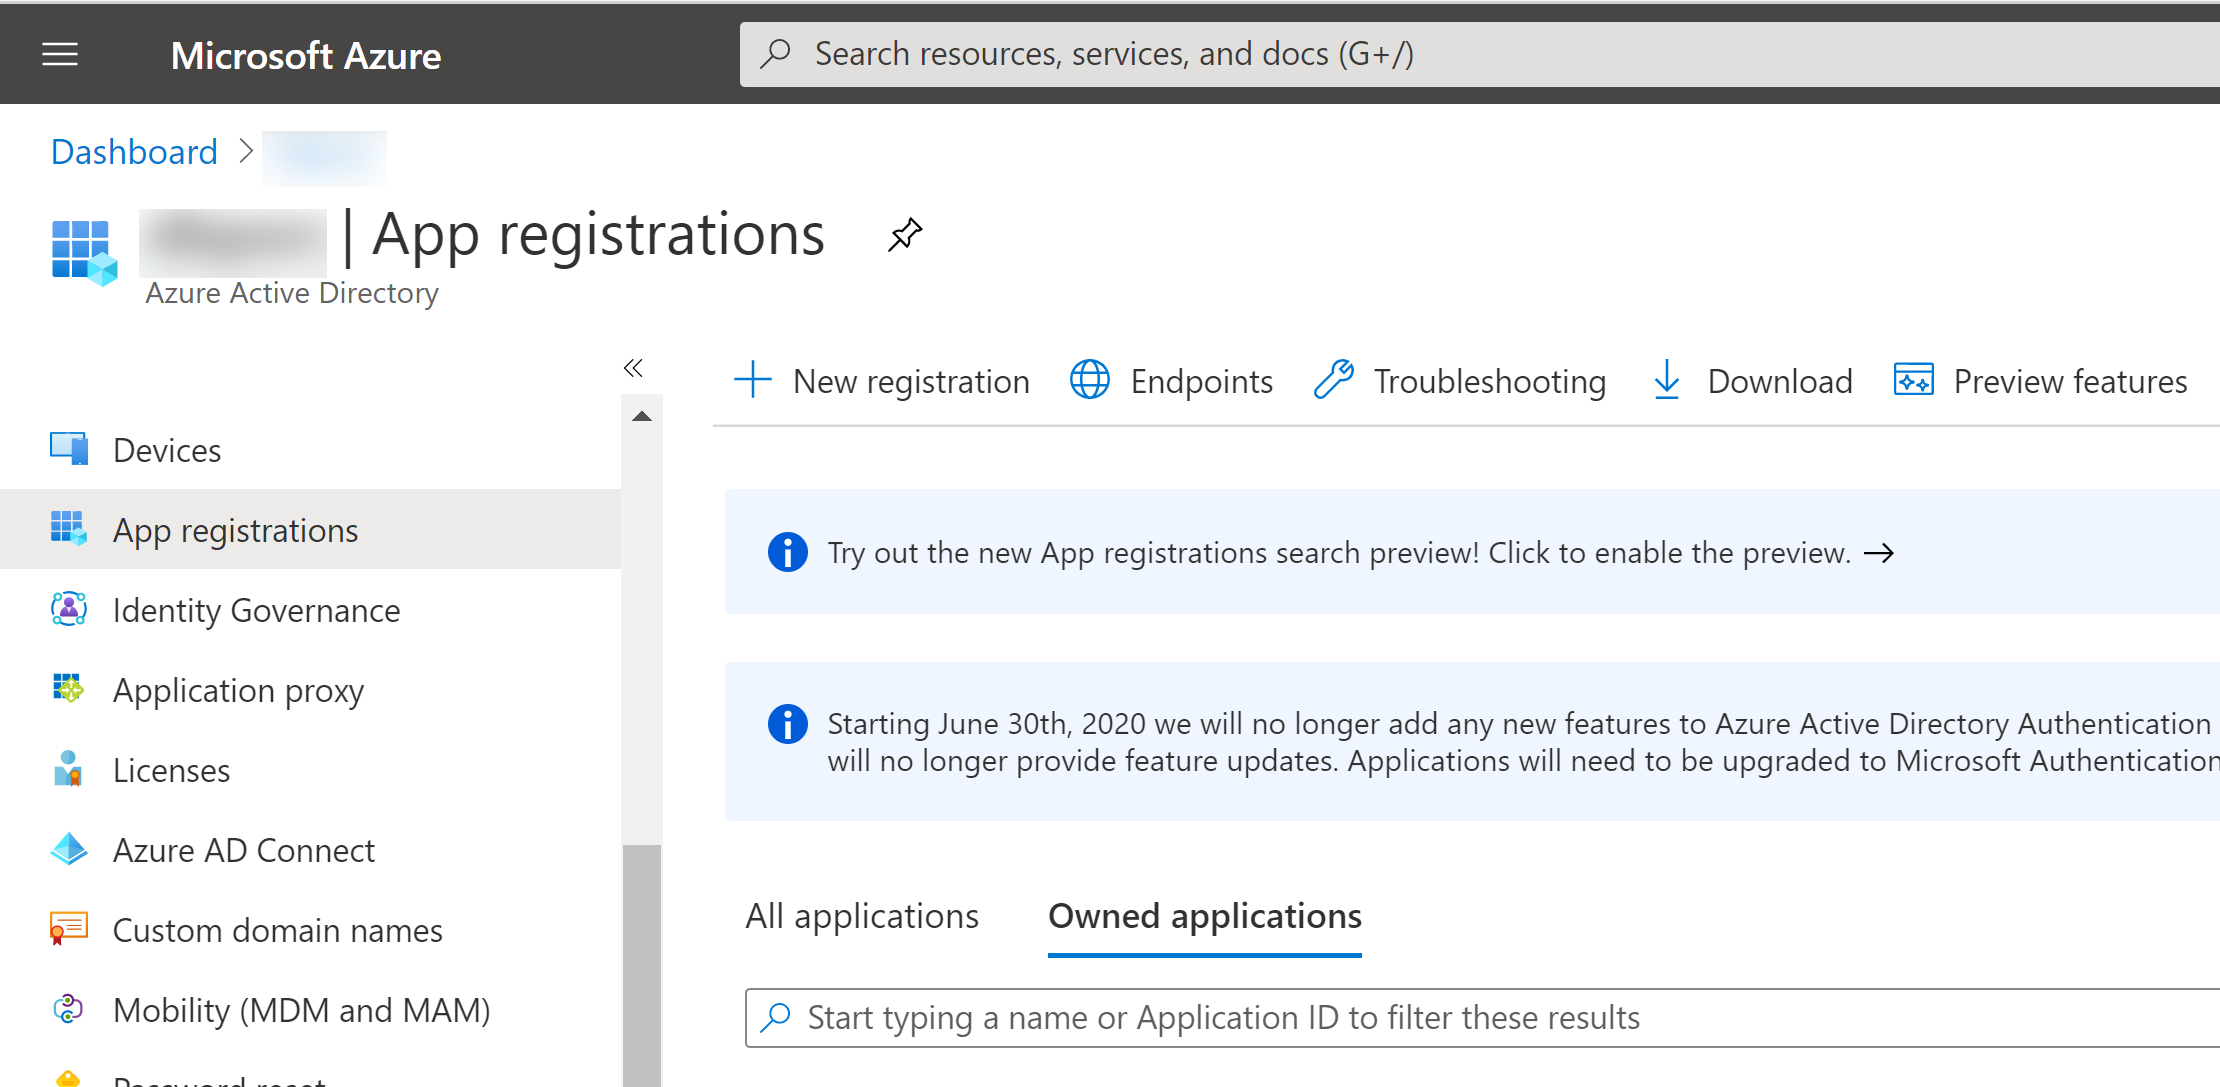 Microsoft Azure
Search resources, services, and docs (G+/)
Dashboard >
| App registrations
Azure Active Directory
«
New registration
Endpoints
Troubleshooting
Download
Preview features
Devices
App registrations
Identity Governance
Application proxy
Licenses
Azure AD Connect
Custom domain names
Mobility (MDM and MAM)
Password reset
Try out the new App registrations search preview! Click to enable the preview. →
Starting June 30th, 2020 we will no longer add any new features to Azure Active Directory Authentication
will no longer provide feature updates. Applications will need to be upgraded to Microsoft Authentication
All applications
Owned applications
Start typing a name or Application ID to filter these results